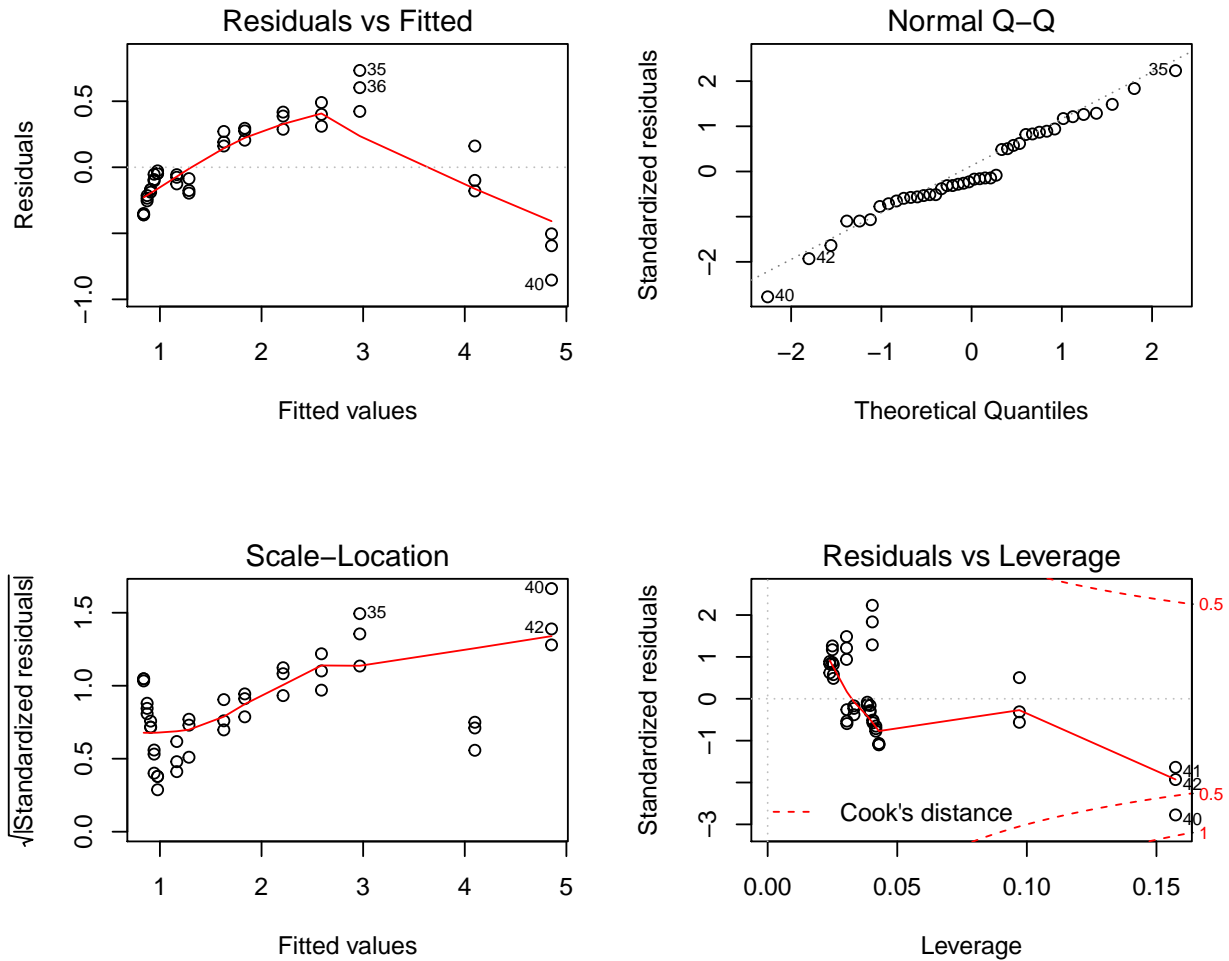 Residuals vs Fitted
Residuals
0.5
0.0
−1.0
35
36
40
1 2 3 4 5
Fitted values
Normal Q−Q
Standardized residuals
2
1
0
−2
35
42
40
−2 −1 0 1 2
Theoretical Quantiles
Scale−Location
√|Standardized residuals|
1.5
1.0
0.5
0.0
40
35
42
1 2 3 4 5
Fitted values
Residuals vs Leverage
Standardized residuals
2
1
0
−1
−3
0.5
41
42
0.5
40
1
Cook's distance
0.00 0.05 0.10 0.15
Leverage